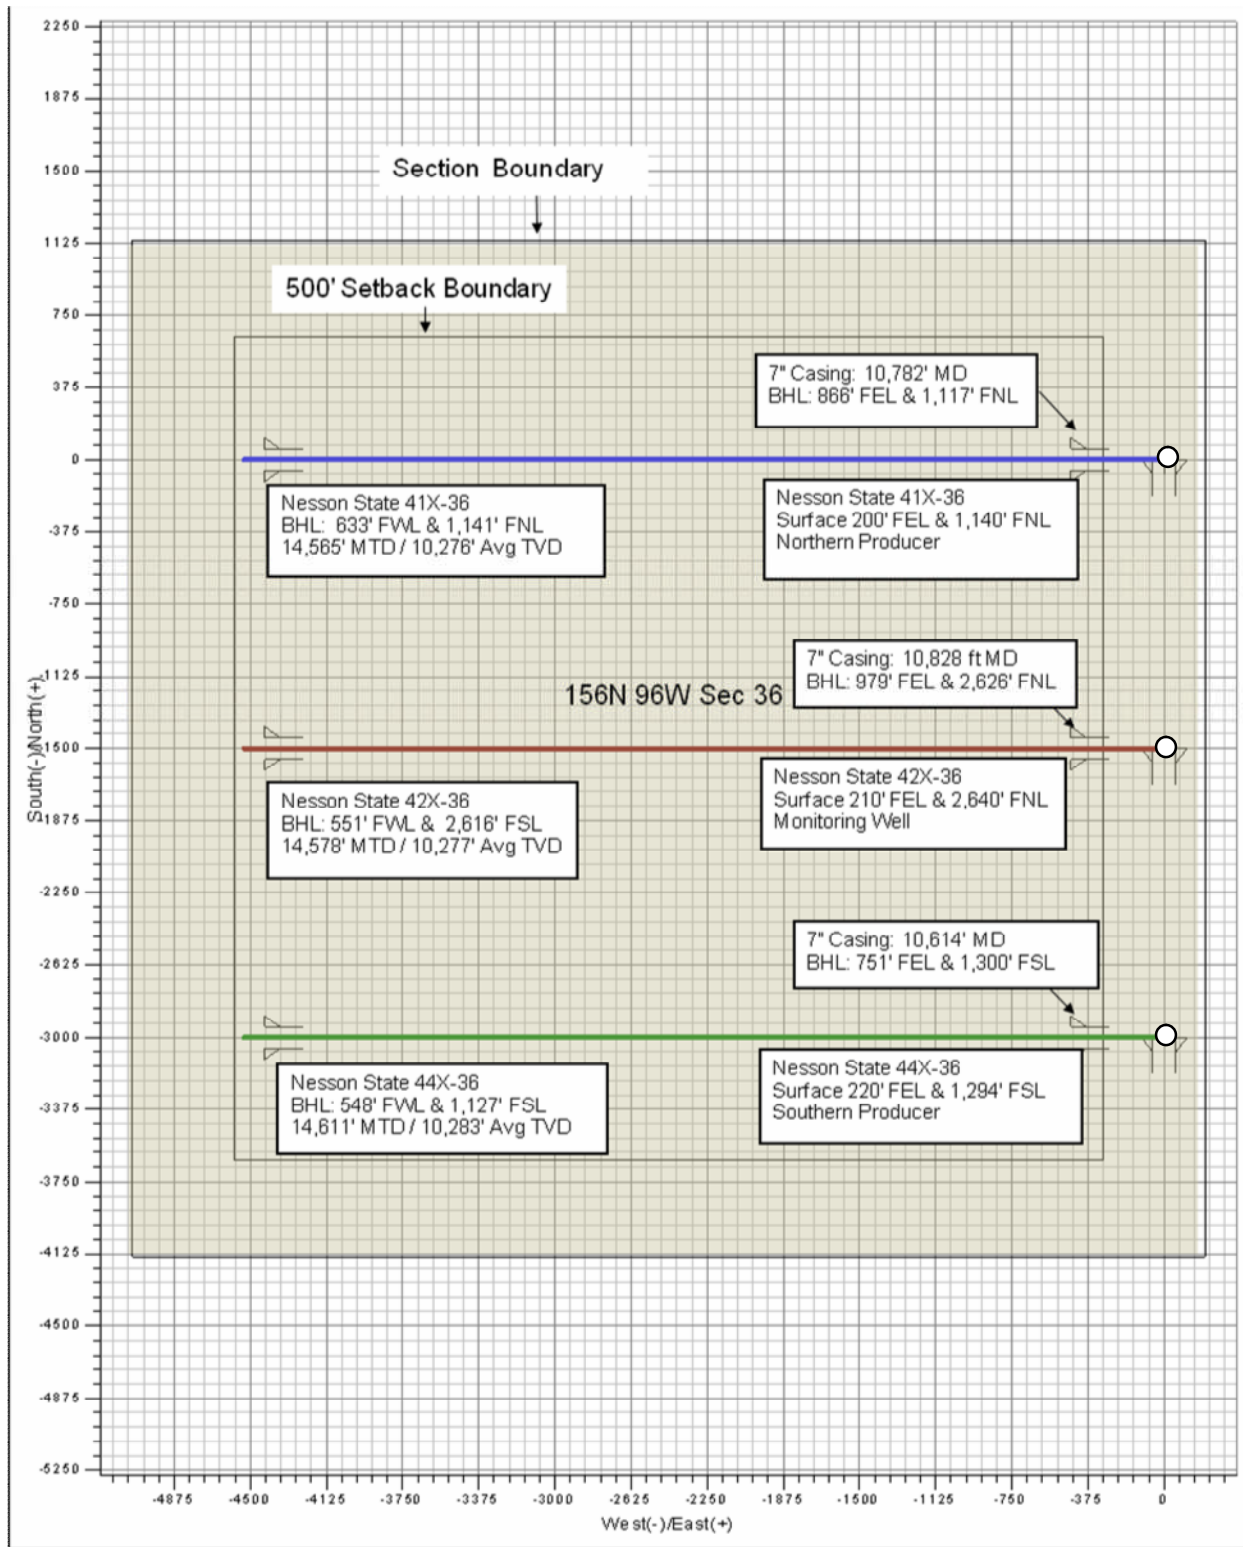 2250
1875
1500
1125
750
375
0
-375
-750
-1125
-1500
-1875
-2250
-2625
-3000
-3375
-3750
-4125
-4500
-4875
-5250
South(-)/North(+)
Section Boundary
500' Setback Boundary
7" Casing: 10,782' MD
BHL: 866' FEL & 1,117' FNL
Nesson State 41X-36
BHL: 633' FWL & 1,141' FNL
14,565' MTD / 10,276' Avg TVD
Nesson State 41X-36
Surface 200' FEL & 1,140' FNL
Northern Producer
7" Casing: 10,828 ft MD
BHL: 979' FEL & 2,626' FNL
156N 96W Sec 36
Nesson State 42X-36
BHL: 551' FWL & 2,616' FSL
14,578' MTD / 10,277' Avg TVD
Nesson State 42X-36
Surface 210' FEL & 2,640' FNL
Monitoring Well
7" Casing: 10,614' MD
BHL: 751' FEL & 1,300' FSL
Nesson State 44X-36
BHL: 548' FWL & 1,127' FSL
14,611' MTD / 10,283' Avg TVD
Nesson State 44X-36
Surface 220' FEL & 1,294' FSL
Southern Producer
-4875 -4500 -4125 -3750 -3375 -3000 -2625 -2250 -1875 -1500 -1125 -750 -375 0
West(-)/East(+)